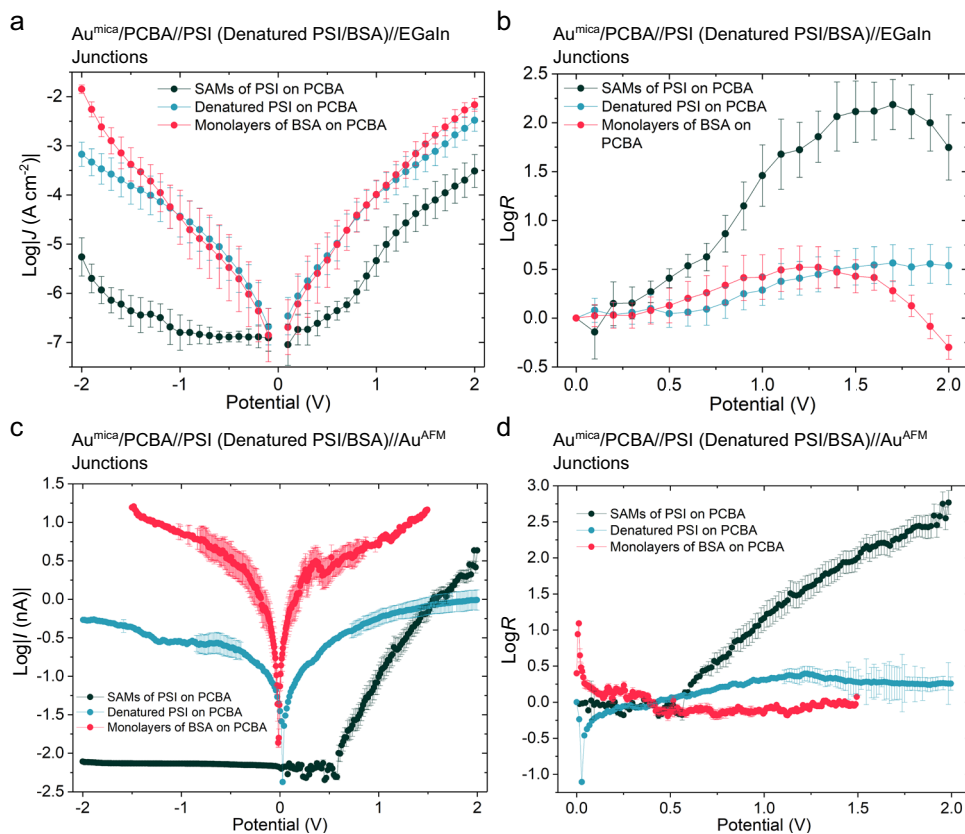 a
Au^mica/PCBA//PSI (Denatured PSI/BSA)//EGaIn
Junctions
-2
-3
-4
-5
-6
-7
Log|J (A cm⁻²)|
SAMs of PSI on PCBA
Denatured PSI on PCBA
Monolayers of BSA on PCBA
-2 -1 0 1 2
Potential (V)
b
Au^mica/PCBA//PSI (Denatured PSI/BSA)//EGaIn
Junctions
2.5
2.0
1.5
1.0
0.5
0.0
-0.5
LogR
SAMs of PSI on PCBA
Denatured PSI on PCBA
Monolayers of BSA on
PCBA
0.0 0.5 1.0 1.5 2.0
Potential (V)
c
Au^mica/PCBA//PSI (Denatured PSI/BSA)//Au^AFM
Junctions
1.5
1.0
0.5
0.0
-0.5
-1.0
-1.5
-2.0
-2.5
Log|I (nA)|
SAMs of PSI on PCBA
Denatured PSI on PCBA
Monolayers of BSA on PCBA
-2 -1 0 1 2
Potential (V)
d
Au^mica/PCBA//PSI (Denatured PSI/BSA)//Au^AFM
Junctions
3.0
2.5
2.0
1.5
1.0
0.5
0.0
-0.5
-1.0
LogR
SAMs of PSI on PCBA
Denatured PSI on PCBA
Monolayers of BSA on PCBA
0.0 0.5 1.0 1.5 2.0
Potential (V)